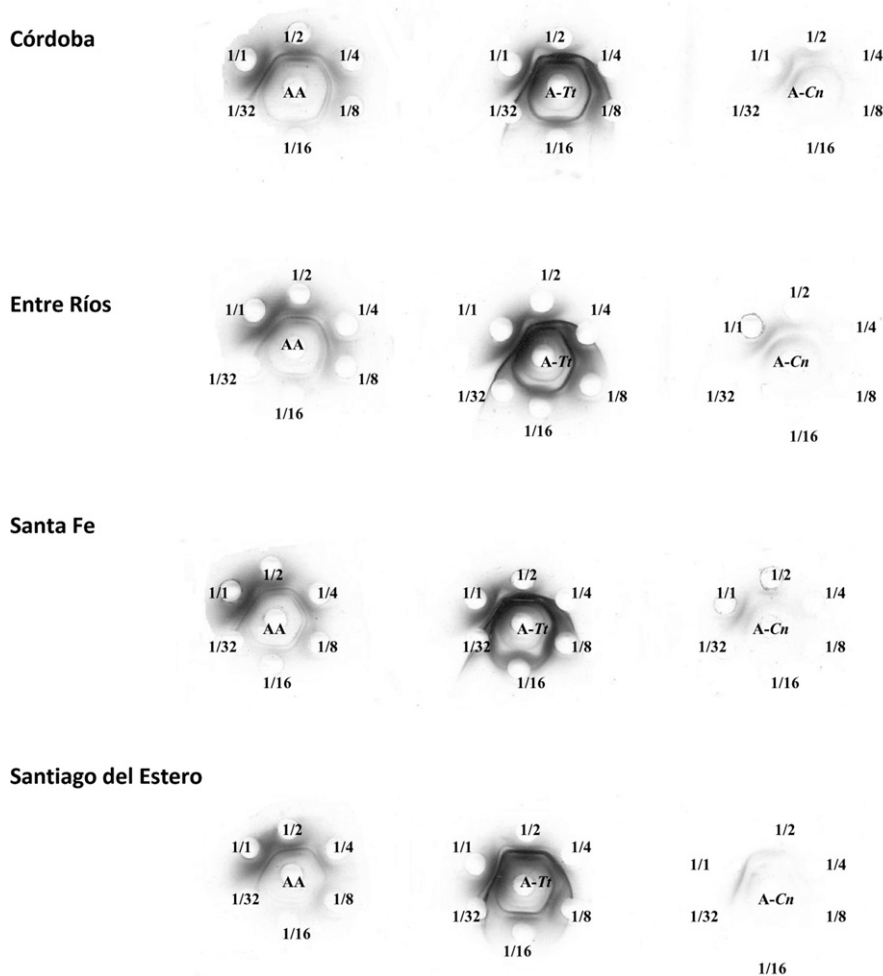 Córdoba
1/2 1/2 1/2
1/1 1/4 1/1 1/4 1/1 1/4
AA A-Tt A-Cn
1/32 1/8 1/32 1/8 1/32 1/8
1/16 1/16 1/16
Entre Ríos
1/2 1/2 1/2
1/1 1/4 1/1 1/4 1/1 1/4
AA A-Tt A-Cn
1/32 1/8 1/32 1/8 1/32 1/8
1/16 1/16 1/16
Santa Fe
1/2 1/2 1/2
1/1 1/4 1/1 1/4 1/1 1/4
AA A-Tt A-Cn
1/32 1/8 1/32 1/8 1/32 1/8
1/16 1/16 1/16
Santiago del Estero
1/2 1/2 1/2
1/1 1/4 1/1 1/4 1/1 1/4
AA A-Tt A-Cn
1/32 1/8 1/32 1/8 1/32 1/8
1/16 1/16 1/16